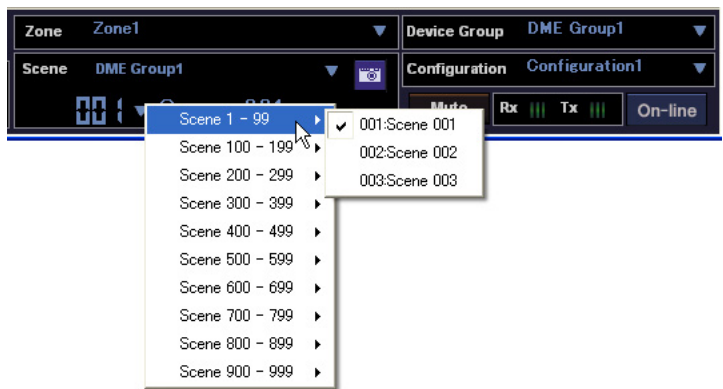 Zone Zone1 Device Group DME Group1
Scene DME Group1 Configuration Configuration1
001 Rx Tx On-line
Scene 1 - 99
Scene 100 - 199
Scene 200 - 299
Scene 300 - 399
Scene 400 - 499
Scene 500 - 599
Scene 600 - 699
Scene 700 - 799
Scene 800 - 899
Scene 900 - 999
001:Scene 001
002:Scene 002
003:Scene 003